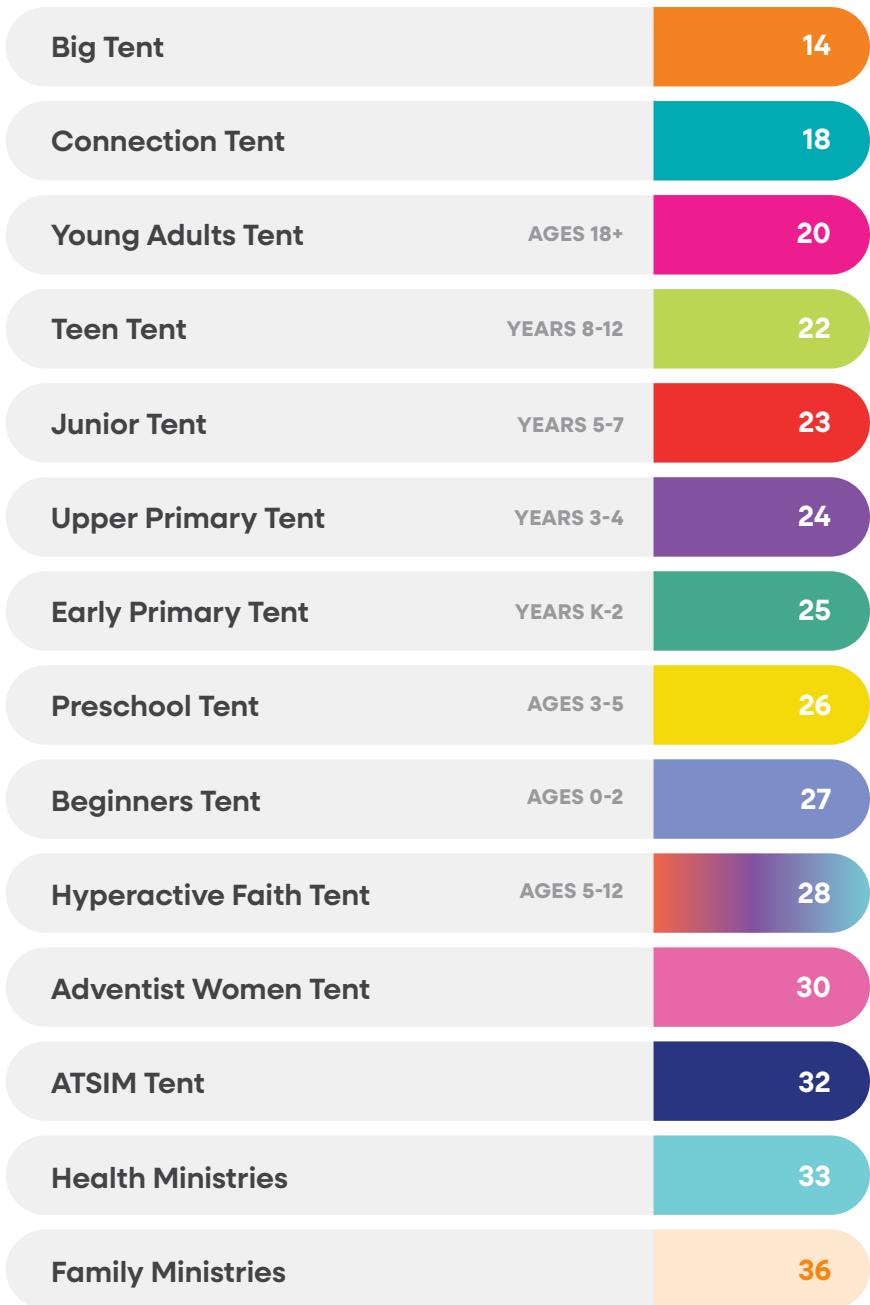 Big Tent 14
Connection Tent 18
Young Adults Tent AGES 18+ 20
Teen Tent YEARS 8-12 22
Junior Tent YEARS 5-7 23
Upper Primary Tent YEARS 3-4 24
Early Primary Tent YEARS K-2 25
Preschool Tent AGES 3-5 26
Beginners Tent AGES 0-2 27
Hyperactive Faith Tent AGES 5-12 28
Adventist Women Tent 30
ATSIM Tent 32
Health Ministries 33
Family Ministries 36